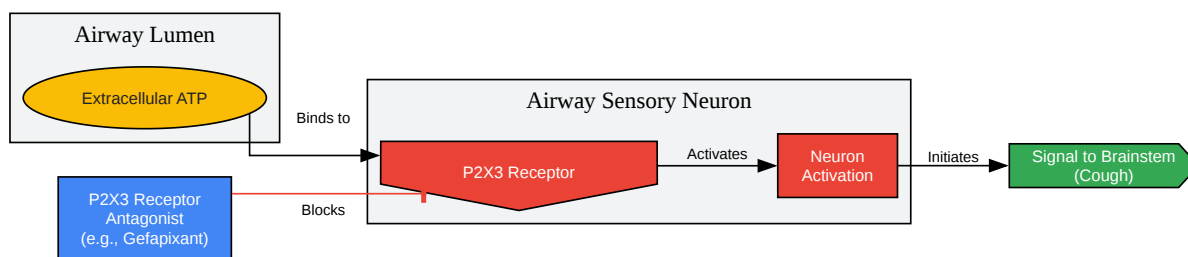 Airway Lumen
Extracellular ATP
Binds to
Airway Sensory Neuron
P2X3 Receptor
Activates
Neuron
Activation
Initiates
Signal to Brainstem
(Cough)
P2X3 Receptor
Antagonist
(e.g., Gefapixant)
Blocks